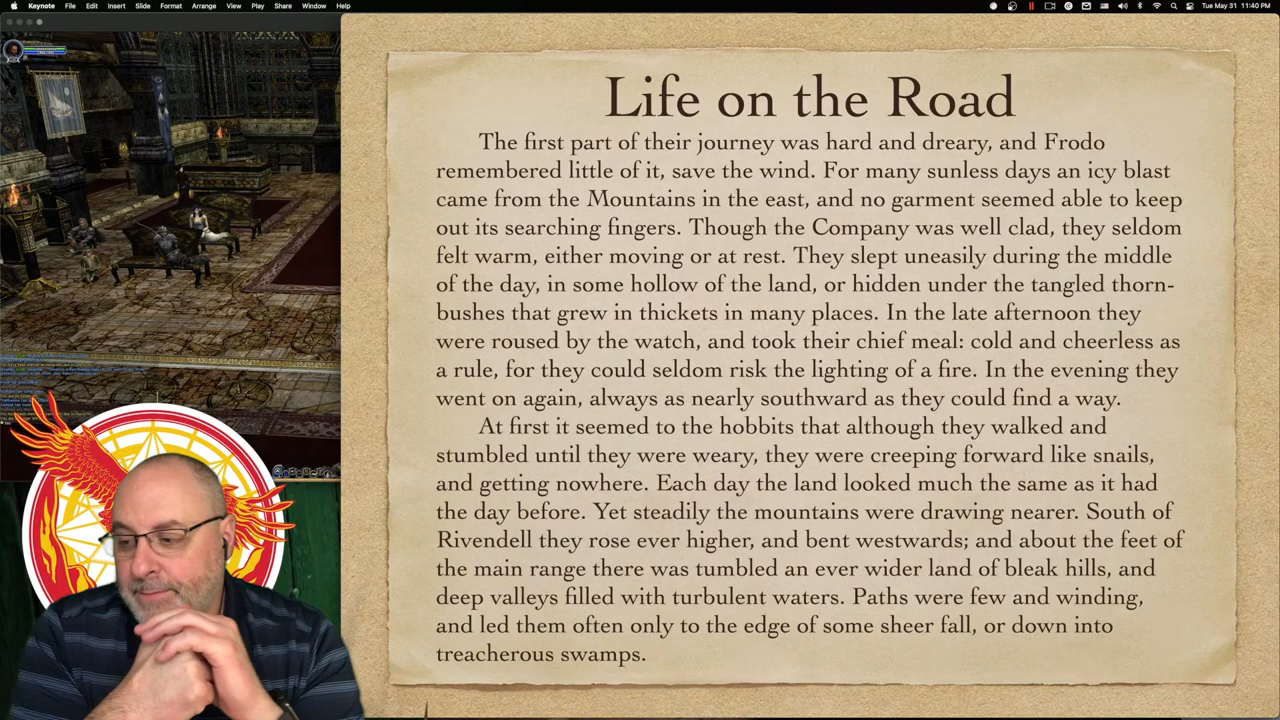 Keynote File Edit Insert Slide Format Arrange View Play Share Window Help Tue May 31 11:40 PM
Life on the Road
The first part of their journey was hard and dreary, and Frodo
remembered little of it, save the wind. For many sunless days an icy blast
came from the Mountains in the east, and no garment seemed able to keep
out its searching fingers. Though the Company was well clad, they seldom
felt warm, either moving or at rest. They slept uneasily during the middle
of the day, in some hollow of the land, or hidden under the tangled thorn-
bushes that grew in thickets in many places. In the late afternoon they
were roused by the watch, and took their chief meal: cold and cheerless as
a rule, for they could seldom risk the lighting of a fire. In the evening they
went on again, always as nearly southward as they could find a way.
At first it seemed to the hobbits that although they walked and
stumbled until they were weary, they were creeping forward like snails,
and getting nowhere. Each day the land looked much the same as it had
the day before. Yet steadily the mountains were drawing nearer. South of
Rivendell they rose ever higher, and bent westwards; and about the feet of
the main range there was tumbled an ever wider land of bleak hills, and
deep valleys filled with turbulent waters. Paths were few and winding,
and led them often only to the edge of some sheer fall, or down into
treacherous swamps.